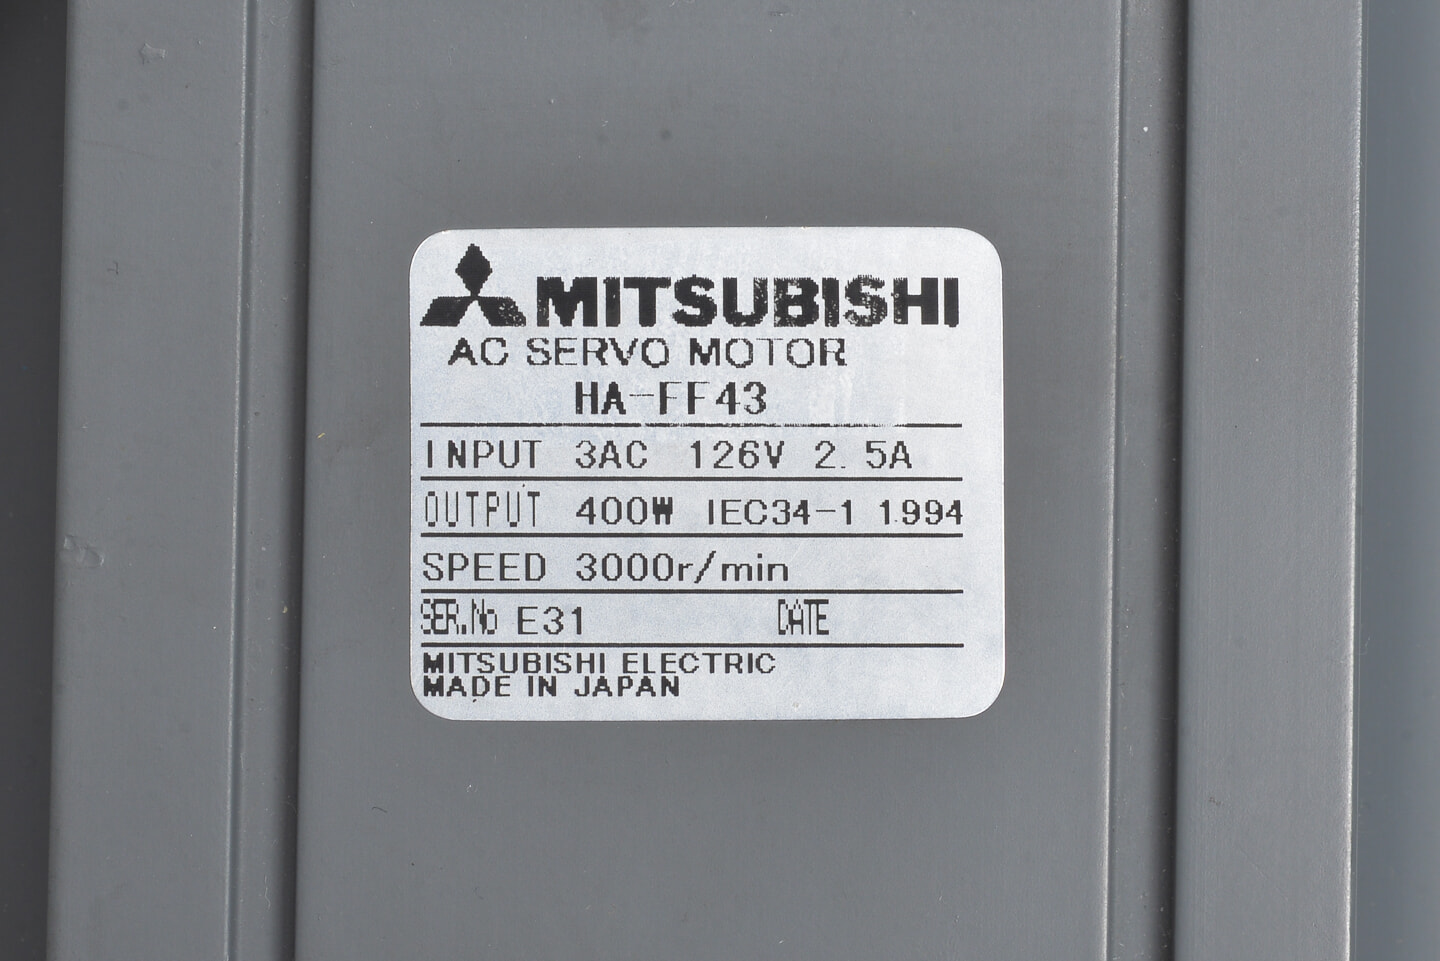 MITSUBISHI
AC SERVO MOTOR
HA-FF43
INPUT 3AC 126V 2.5A
OUTPUT 400W IEC34-1 1994
SPEED 3000r/min
SER.No E31 DATE
MITSUBISHI ELECTRIC
MADE IN JAPAN